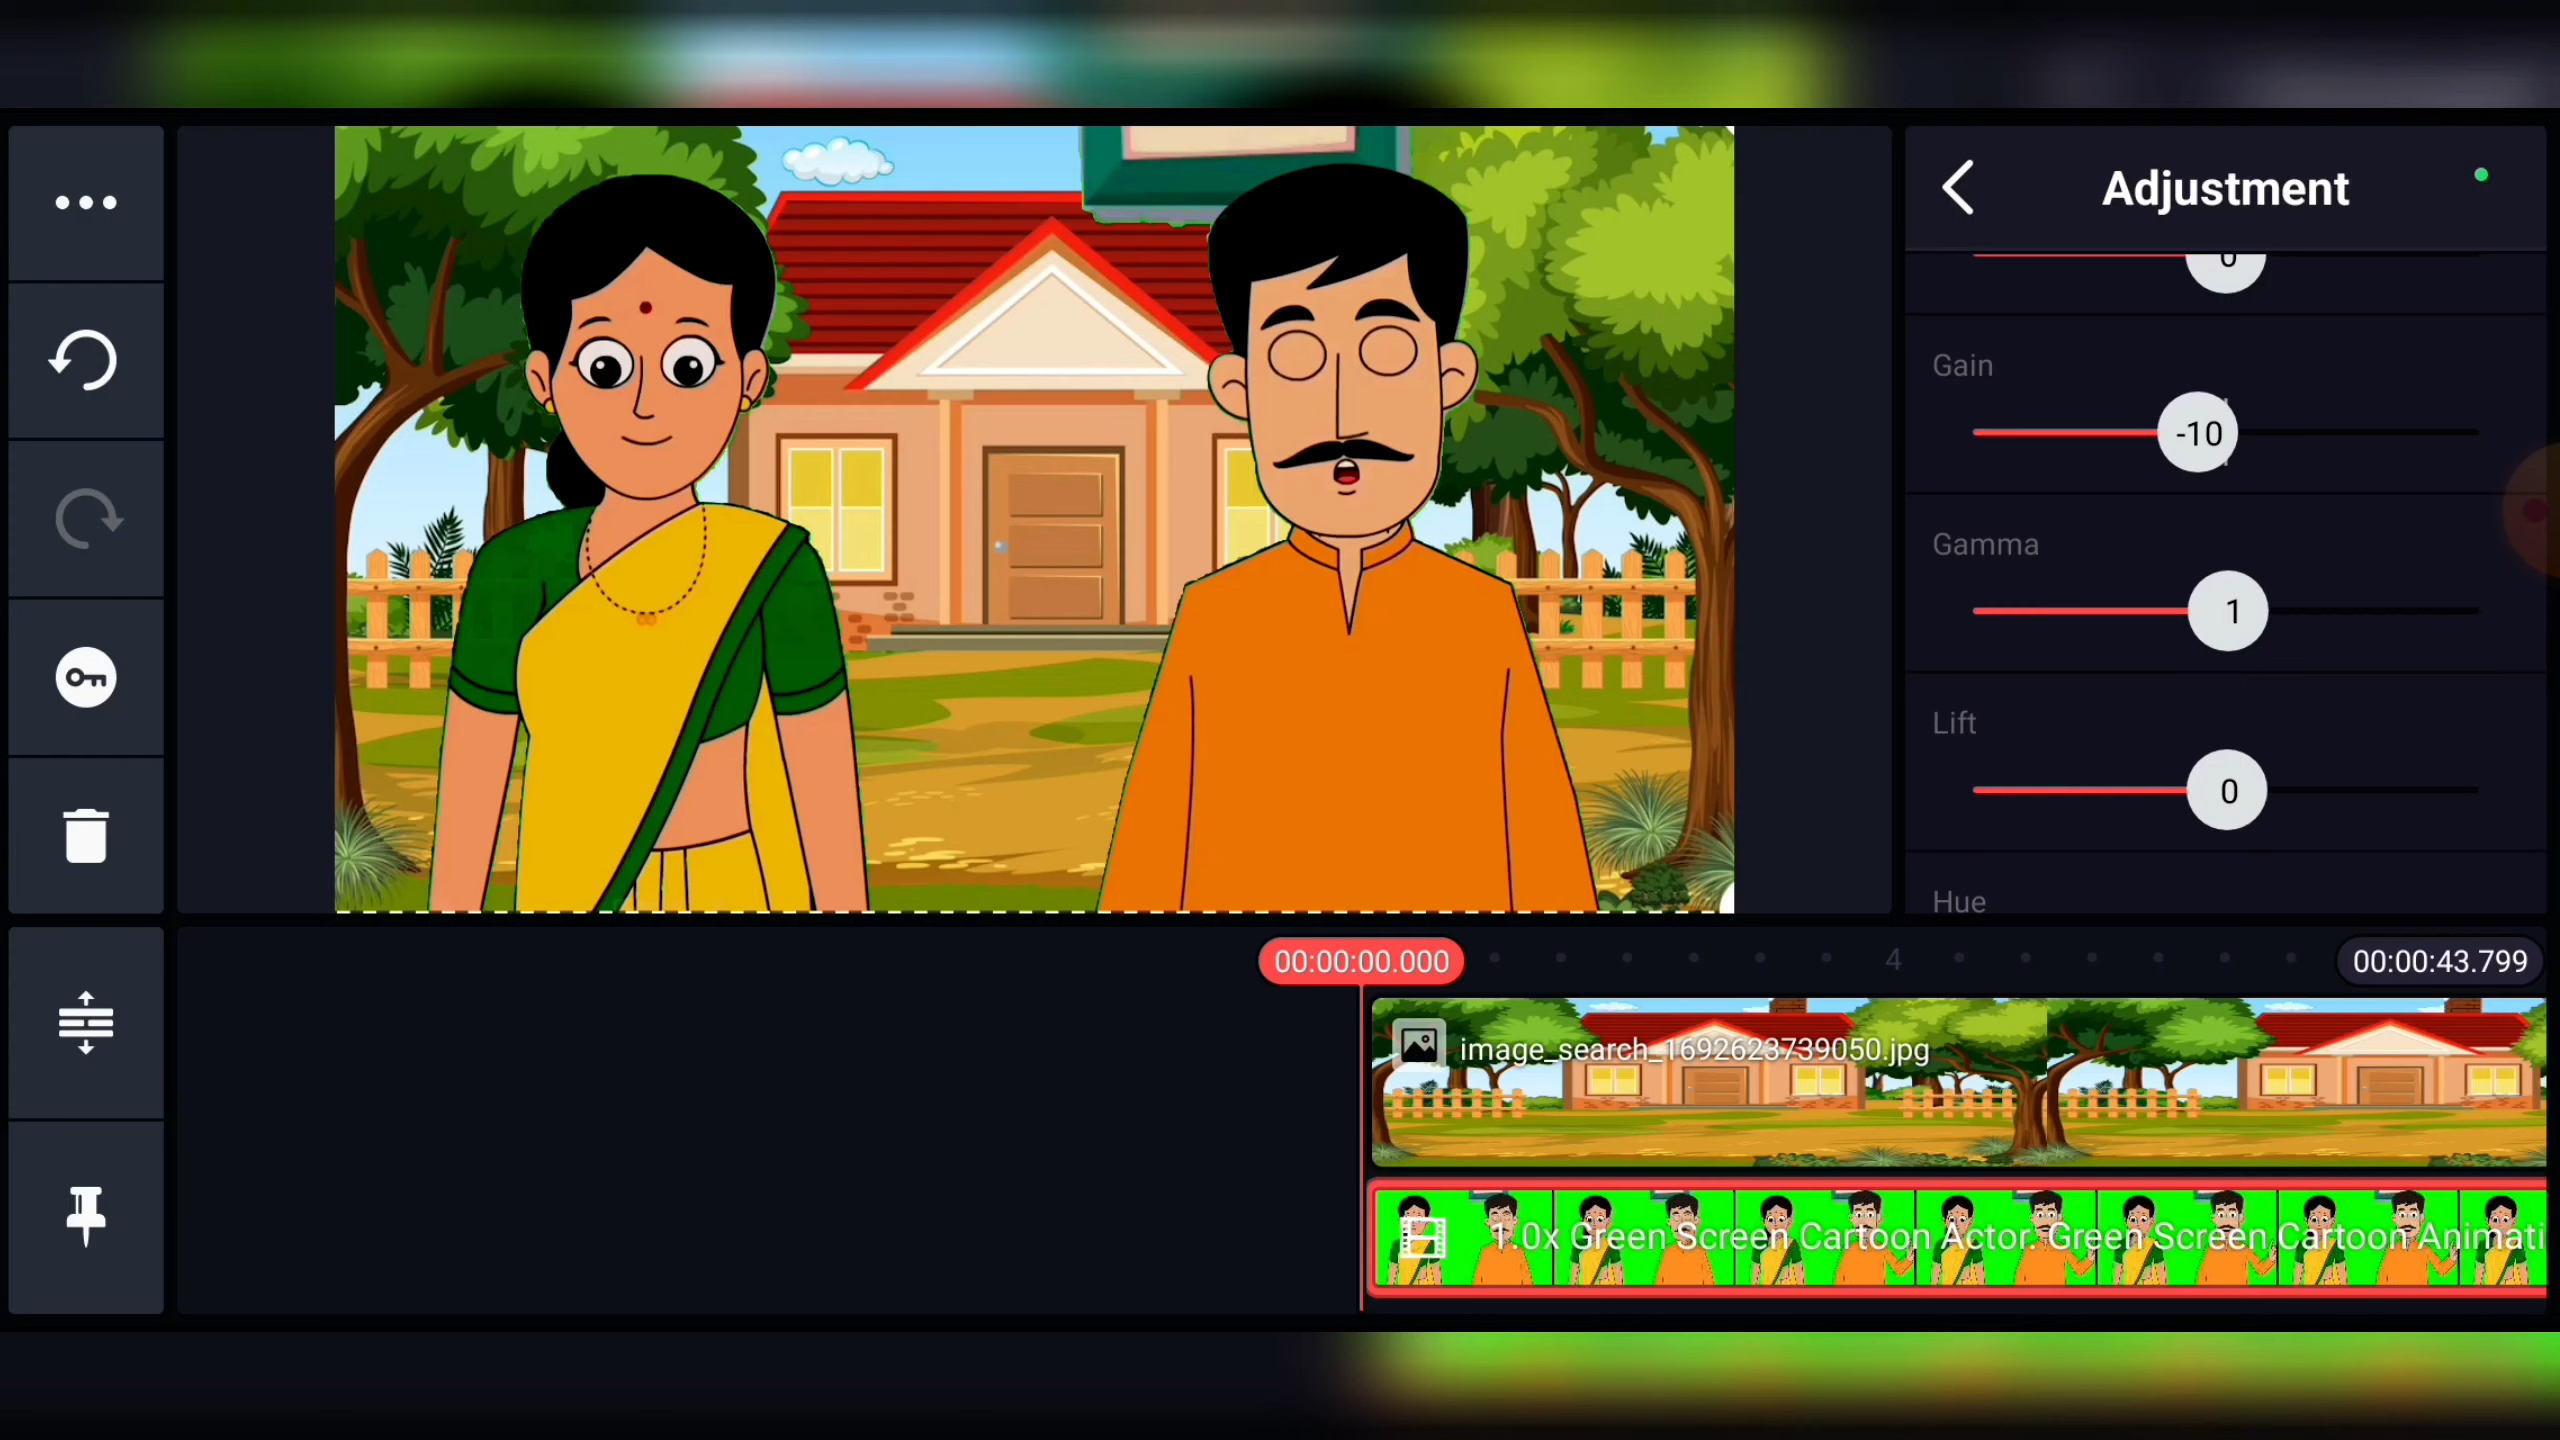 Adjustment
0
Gain
-10
Gamma
1
Lift
0
Hue
00:00:00.000
4
00:00:43.799
image_search_1692623739050.jpg
1.0x Green Screen Cartoon Actor. Green Screen Cartoon Animati